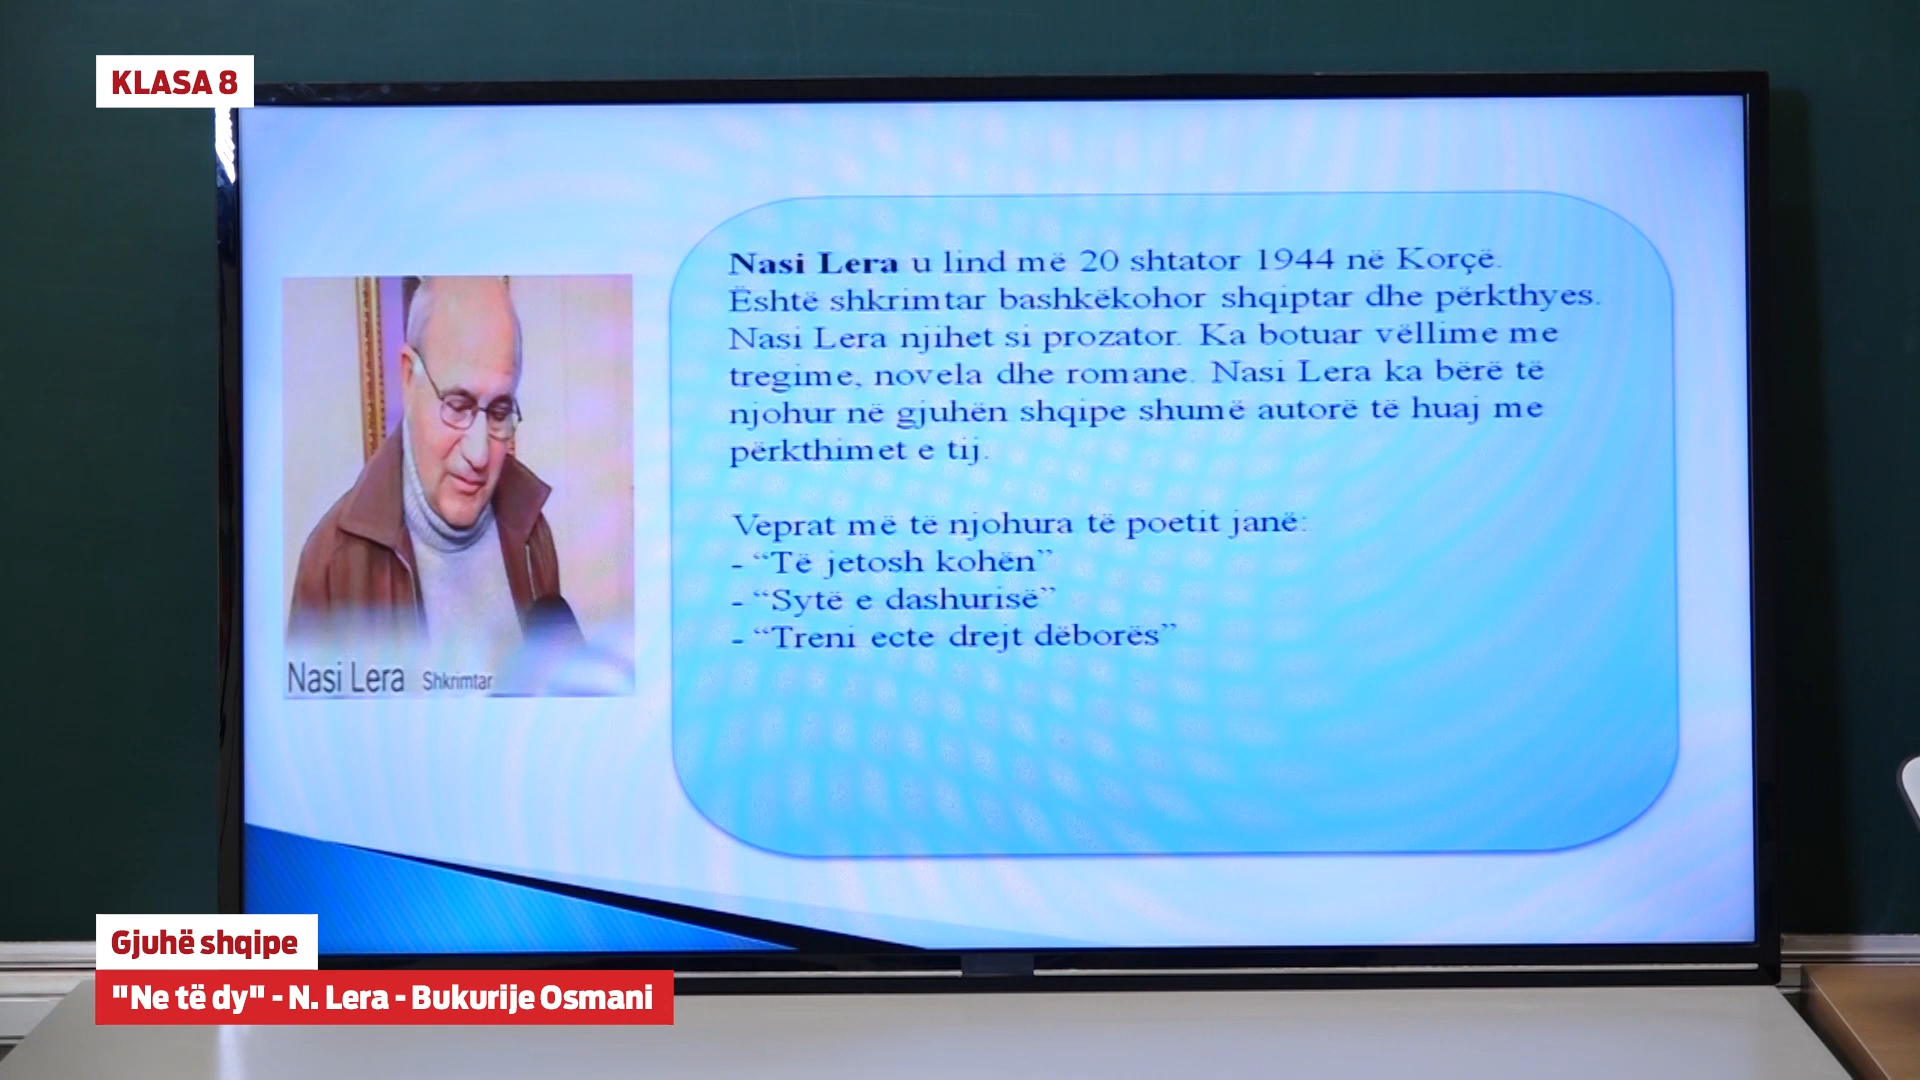 KLASA 8
Nasi Lera u lind më 20 shtator 1944 në Korçë.
Është shkrimtar bashkëkohor shqiptar dhe përkthyes.
Nasi Lera njihet si prozator. Ka botuar vëllime me
tregime, novela dhe romane. Nasi Lera ka bërë të
njohur në gjuhën shqipe shumë autorë të huaj me
përkthimet e tij.
Veprat më të njohura të poetit janë:
- “Të jetosh kohën”
- “Sytë e dashurisë”
- “Treni ecte drejt dëborës”
Nasi Lera Shkrimtar
Gjuhë shqipe
"Ne të dy" - N. Lera - Bukurije Osmani